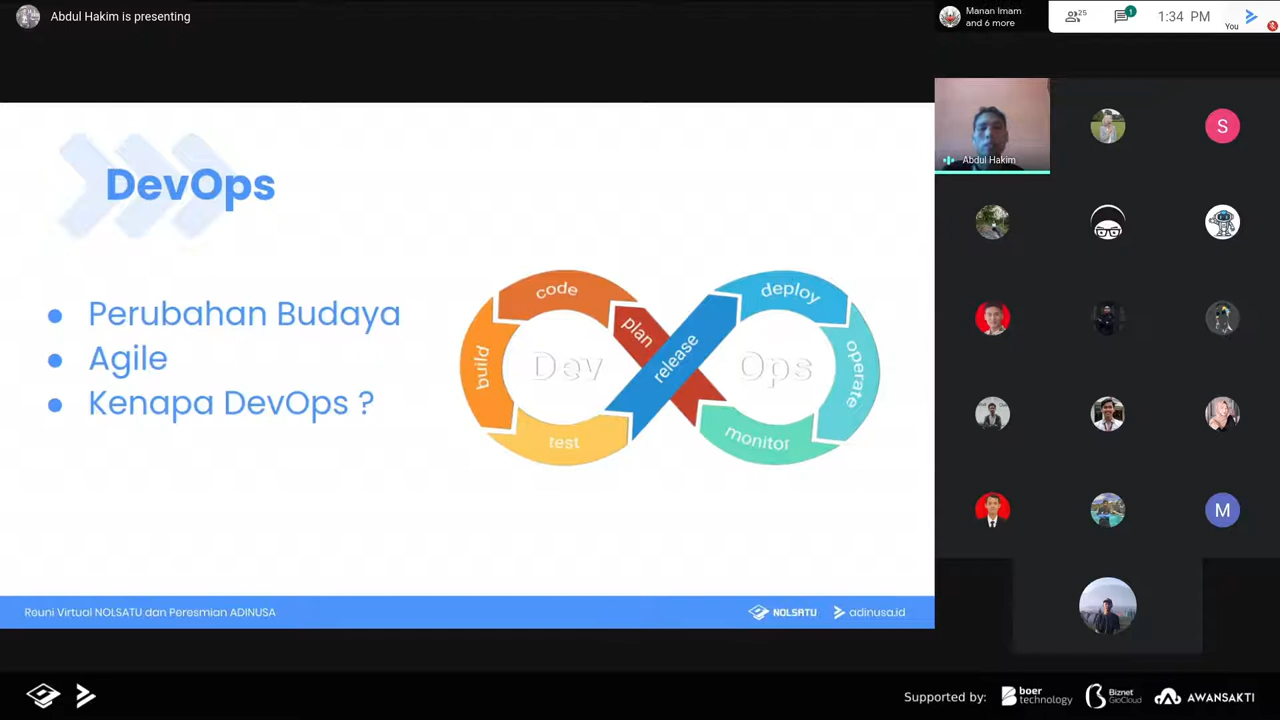 Abdul Hakim is presenting
Manan Imam
and 6 more
25
1
1:34 PM
You
DevOps
Perubahan Budaya
Agile
Kenapa DevOps ?
code
plan
build
Dev
test
release
deploy
Ops
operate
monitor
Abdul Hakim
S
M
Reuni Virtual NOLSATU dan Peresmian ADINUSA
NOLSATU
adinusa.id
Supported by:
boer
technology
Biznet
GioCloud
AWANSAKTI